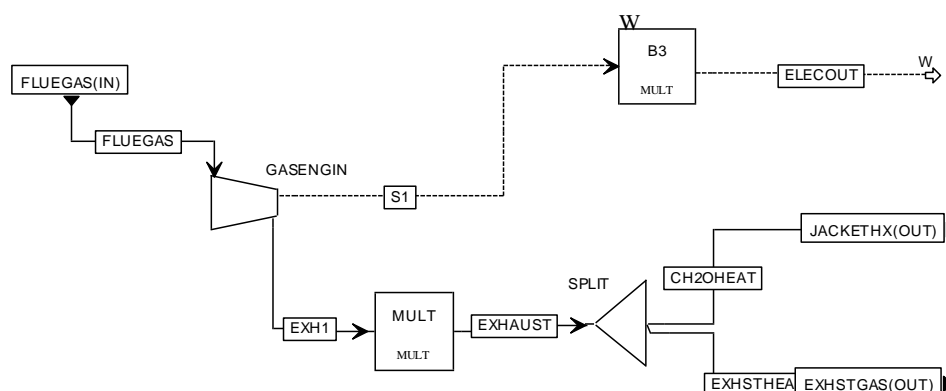 W
B3
MULT
ELECOUT
W
FLUEGAS(IN)
FLUEGAS
GASENGIN
S1
JACKETHX(OUT)
CH2OHEAT
SPLIT
EXH1
MULT
MULT
EXHAUST
EXHSTHEA
EXHSTGAS(OUT)